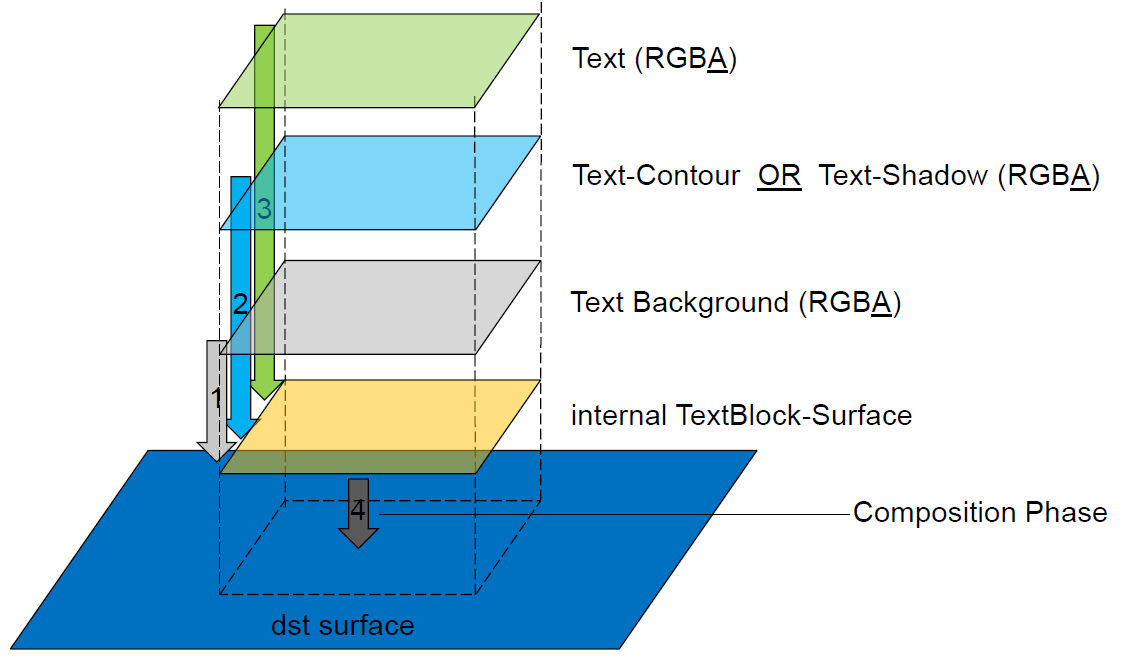 Text (RGBA)
3
Text-Contour OR Text-Shadow (RGBA)
2
Text Background (RGBA)
1
internal TextBlock-Surface
4
Composition Phase
dst surface